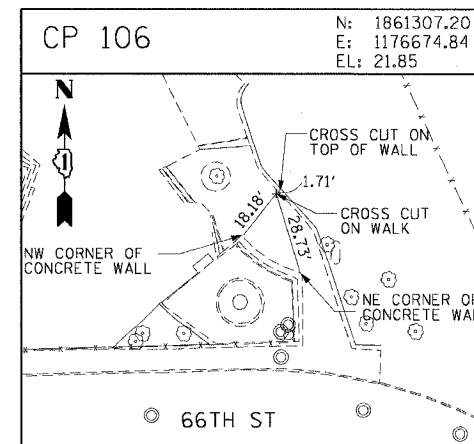 CP 106
N: 1861307.20
E: 1176674.84
EL: 21.85
N
1
CROSS CUT ON
TOP OF WALL
1.71'
18.18'
28.73'
CROSS CUT
ON WALK
NW CORNER OF
CONCRETE WALL
NE CORNER OF
CONCRETE WAL
66TH ST